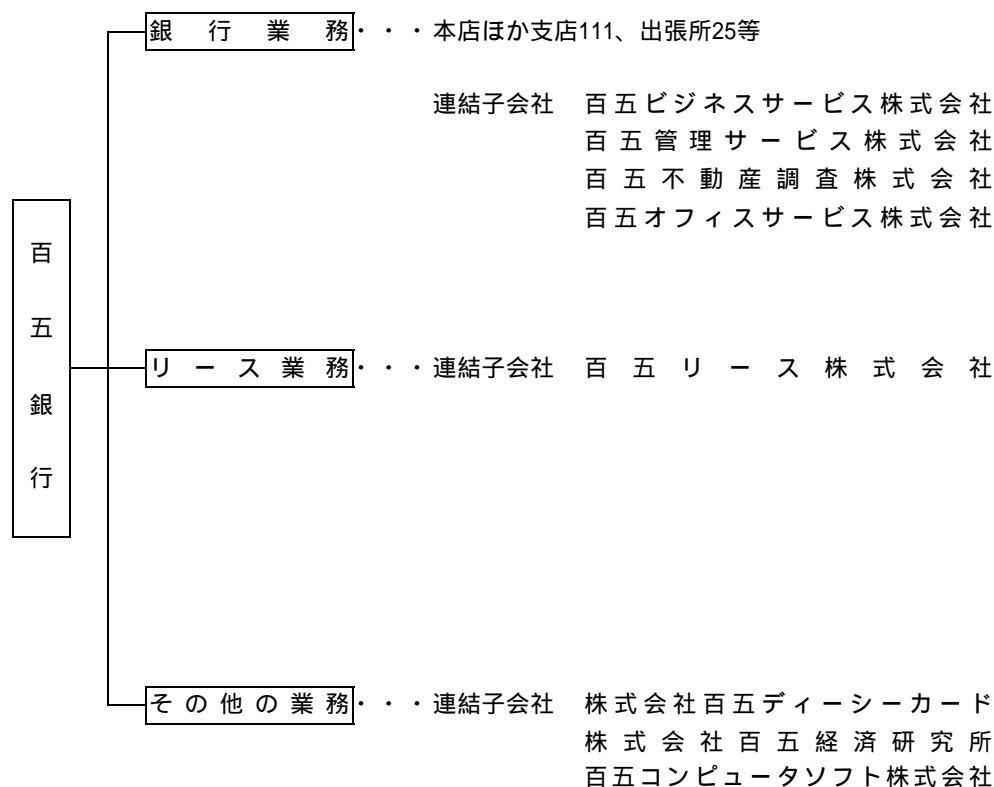 銀行業務・・・本店ほか支店111、出張所25等
連結子会社 百五ビジネスサービス株式会社
百五管理サービス株式会社
百五不動産調査株式会社
百五オフィスサービス株式会社
百五銀行
リース業務・・・連結子会社 百五リース株式会社
その他の業務・・・連結子会社 株式会社百五ディーシーカード
株式会社百五経済研究所
百五コンピュータソフト株式会社